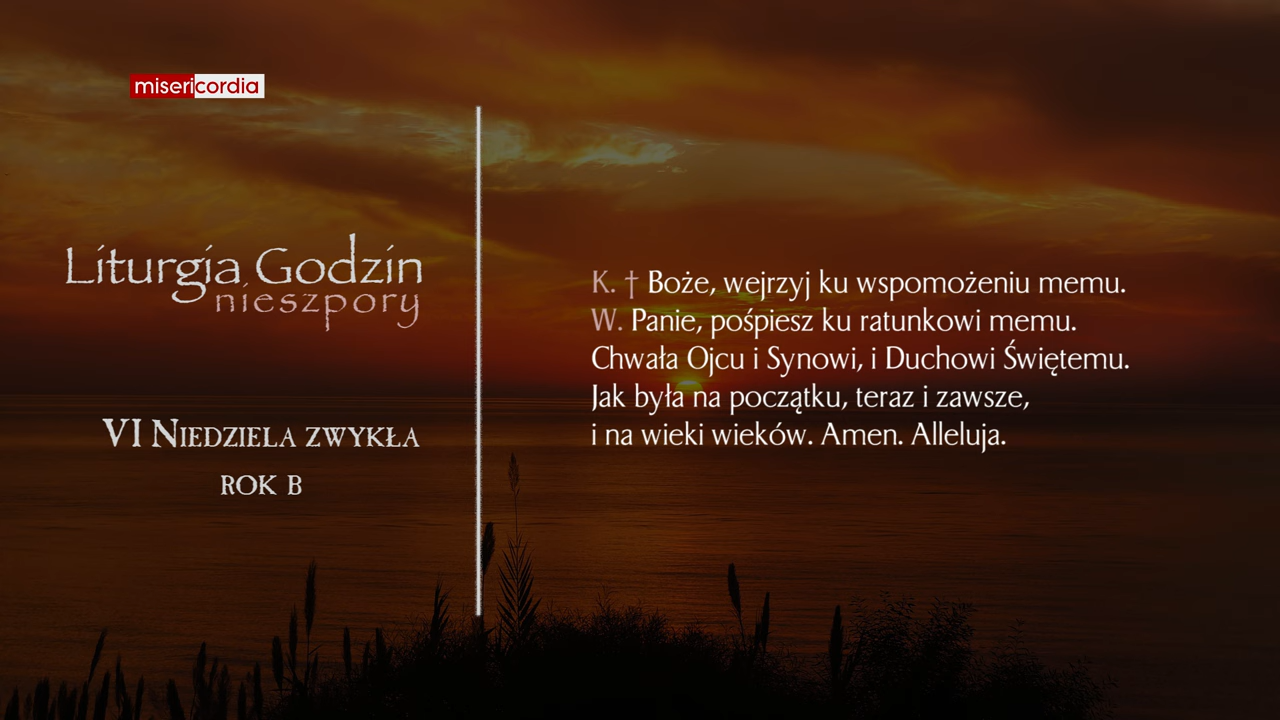 misericordia
Liturgia Godzin
nieszpory
VI Niedziela zwykła
rok B
K. † Boże, wejrzyj ku wspomożeniu memu.
W. Panie, pośpiesz ku ratunkowi memu.
Chwała Ojcu i Synowi, i Duchowi Świętemu.
Jak była na początku, teraz i zawsze,
i na wieki wieków. Amen. Alleluja.